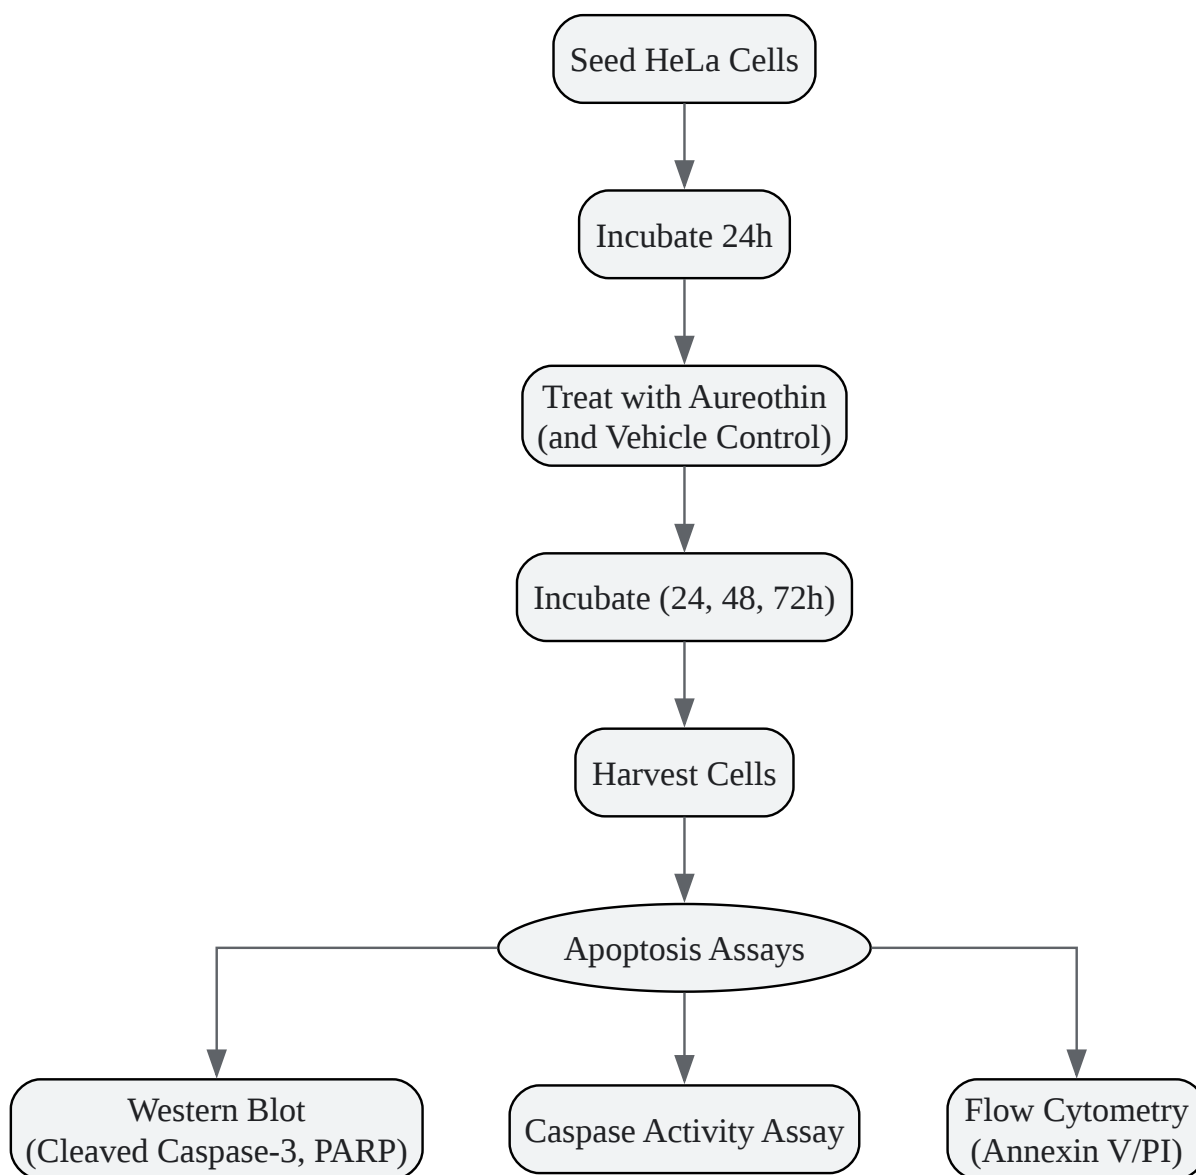 Seed HeLa Cells
Incubate 24h
Treat with Aureothin
(and Vehicle Control)
Incubate (24, 48, 72h)
Harvest Cells
Apoptosis Assays
Western Blot
(Cleaved Caspase-3, PARP)
Caspase Activity Assay
Flow Cytometry
(Annexin V/PI)